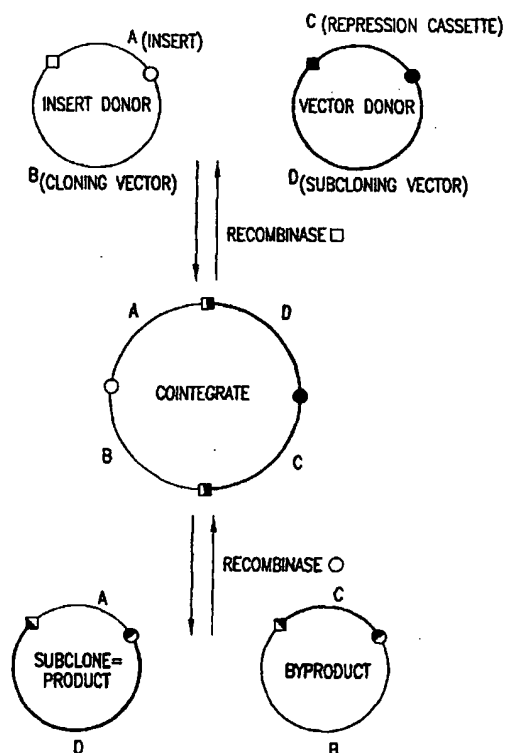 A (INSERT)
INSERT DONOR
B (CLONING VECTOR)
C (REPRESSION CASSETTE)
VECTOR DONOR
D (SUBCLONING VECTOR)
RECOMBINASE
A
D
COINTEGRATE
B
C
RECOMBINASE
A
SUBCLONE=
PRODUCT
D
C
BYPRODUCT
B